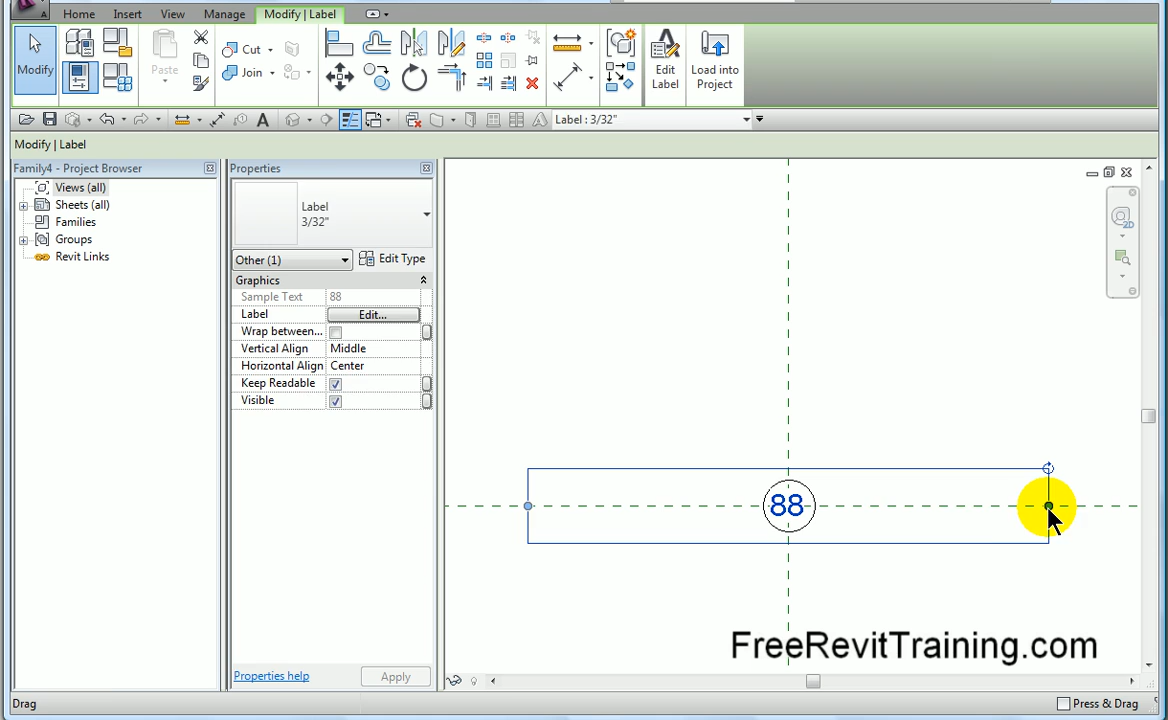 Home Insert View Manage Modify | Label
Modify Paste Cut Join Edit Label Load into Project
Label : 3/32"
Modify | Label
Family4 - Project Browser
Views (all)
Sheets (all)
Families
Groups
Revit Links
Properties
Label
3/32"
Other (1) Edit Type
Graphics
Sample Text 88
Label Edit...
Wrap between...
Vertical Align Middle
Horizontal Align Center
Keep Readable
Visible
Properties help Apply
2D
88
FreeRevitTraining.com
Drag Press & Drag